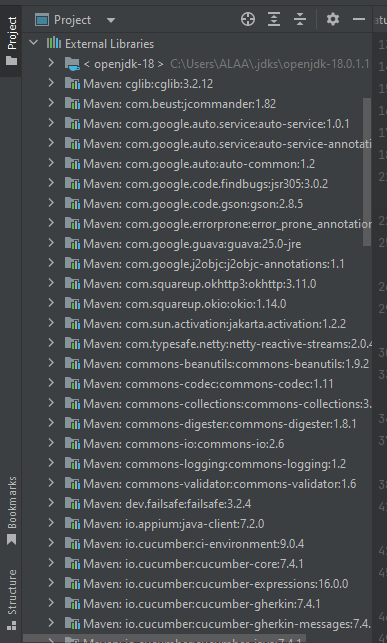 Project
Project
External Libraries
< openjdk-18 > C:\Users\ALAA\.jdks\openjdk-18.0.1.1
Maven: cglib:cglib:3.2.12
Maven: com.beust:jcommander:1.82
Maven: com.google.auto.service:auto-service:1.0.1
Maven: com.google.auto.service:auto-service-annotat
Maven: com.google.auto:auto-common:1.2
Maven: com.google.code.findbugs:jsr305:3.0.2
Maven: com.google.code.gson:gson:2.8.5
Maven: com.google.errorprone:error_prone_annotation
Maven: com.google.guava:guava:25.0-jre
Maven: com.google.j2objc:j2objc-annotations:1.1
Maven: com.squareup.okhttp3:okhttp:3.11.0
Maven: com.squareup.okio:okio:1.14.0
Maven: com.sun.activation:jakarta.activation:1.2.2
Maven: com.typesafe.netty:netty-reactive-streams:2.0.4
Maven: commons-beanutils:commons-beanutils:1.9.2
Maven: commons-codec:commons-codec:1.11
Maven: commons-collections:commons-collections:3.
Maven: commons-digester:commons-digester:1.8.1
Maven: commons-io:commons-io:2.6
Maven: commons-logging:commons-logging:1.2
Maven: commons-validator:commons-validator:1.6
Maven: dev.failsafe:failsafe:3.2.4
Maven: io.appium:java-client:7.2.0
Maven: io.cucumber:ci-environment:9.0.4
Maven: io.cucumber:cucumber-core:7.4.1
Maven: io.cucumber:cucumber-expressions:16.0.0
Maven: io.cucumber:cucumber-gherkin:7.4.1
Maven: io.cucumber:cucumber-gherkin-messages:7.4.
Maven: io.cucumber:cucumber-java:7.4.1
Bookmarks
Structure